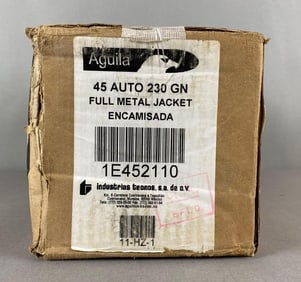 Aguila
45 AUTO 230 GN
FULL METAL JACKET
ENCAMISADA
1E452110
industrias tecnos, s.a. de c.v.
11-HZ-1